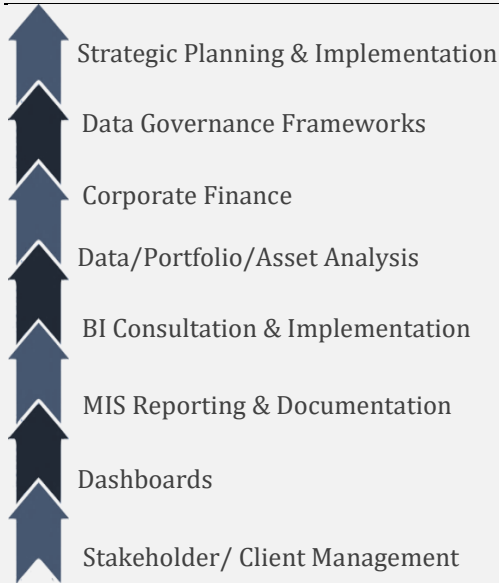 Strategic Planning & Implementation
Data Governance Frameworks
Corporate Finance
Data/Portfolio/Asset Analysis
BI Consultation & Implementation
MIS Reporting & Documentation
Dashboards
Stakeholder/ Client Management